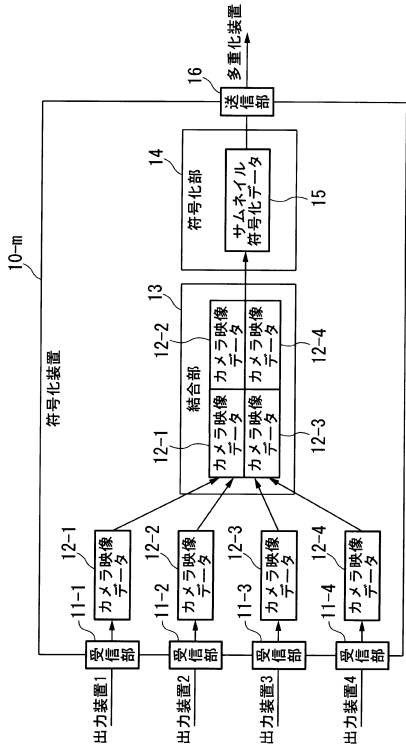 10-m
符号化装置
出力装置1
11-1
受信部
12-1
カメラ映像
データ
出力装置2
11-2
受信部
12-2
カメラ映像
データ
出力装置3
11-3
受信部
12-3
カメラ映像
データ
出力装置4
11-4
受信部
12-4
カメラ映像
データ
13
結合部
12-1
カメラ映像
データ
12-2
カメラ映像
データ
12-3
カメラ映像
データ
12-4
カメラ映像
データ
14
符号化部
サムネイル
符号化データ
15
16
送信部
多重化装置